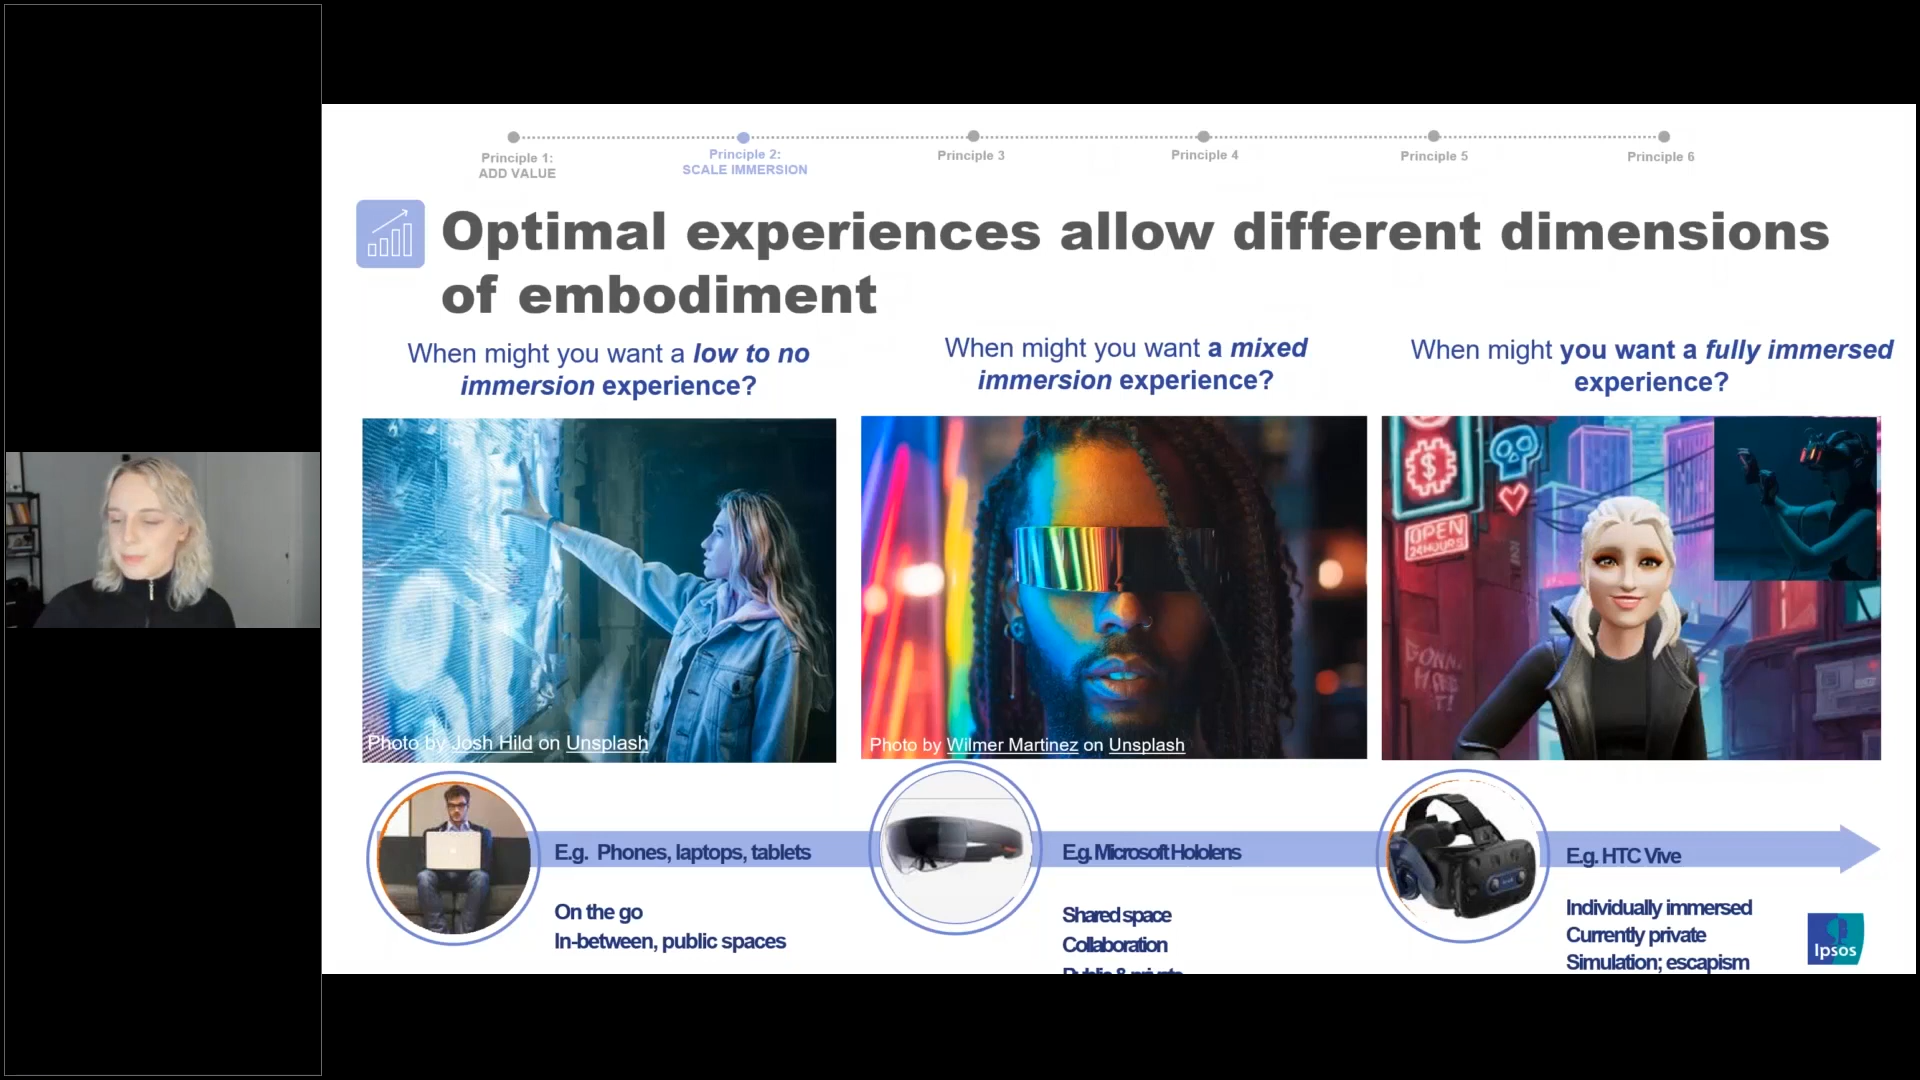 Principle 1:
ADD VALUE
Principle 2:
SCALE IMMERSION
Principle 3
Principle 4
Principle 5
Principle 6
Optimal experiences allow different dimensions
of embodiment
When might you want a low to no
immersion experience?
When might you want a mixed
immersion experience?
When might you want a fully immersed
experience?
Photo by Josh Hild on Unsplash
Photo by Wilmer Martinez on Unsplash
$
OPEN
24HOURS
E.g. Phones, laptops, tablets
On the go
In-between, public spaces
E.g. Microsoft Hololens
Shared space
Collaboration
Public & private
E.g. HTC Vive
Individually immersed
Currently private
Simulation; escapism
Ipsos